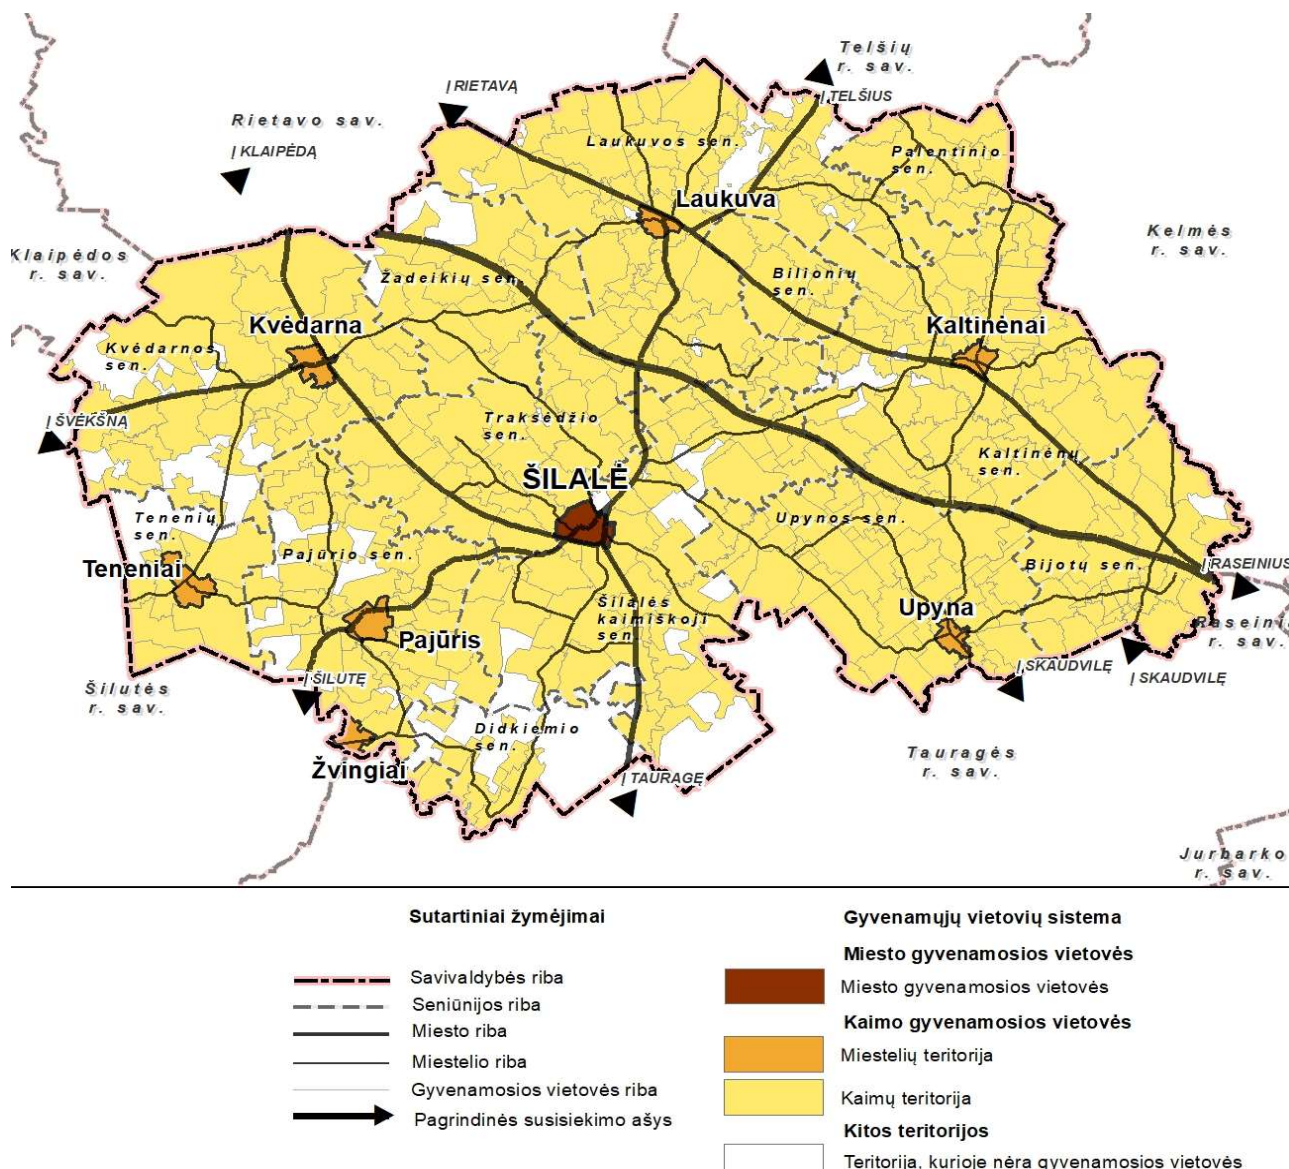 Telšių
r. sav.
Į RIETAVĄ
Į TELŠIUS
Rietavo sav.
Laukuvos sen.
Į KLAIPĖDĄ
Palentinio
sen.
Laukuva
Kelmės
r. sav.
Klaipėdos
r. sav.
Žadeikių sen.
Bilionių
sen.
Kvėdarna
Kaltinėnai
Kvėdarnos
sen.
Į ŠVĖKŠNĄ
Traksėdžio
sen.
Kaltinėnų
sen.
ŠILALĖ
Tenenių
sen.
Upynos sen.
Pajūrio sen.
Teneniai
Bijotų sen.
Į RASEINIUS
Šilalės
kaimiškoji
sen.
Upyna
Pajūris
Raseinių
r. sav.
Į ŠILUTĘ
Į SKAUDVILĘ
Į SKAUDVILĘ
Šilutės
r. sav.
Didkiemio
sen.
Tauragės
r. sav.
Žvingiai
Į TAURAGĘ
Jurbarko
r. sav.
Sutartiniai žymėjimai
Savivaldybės riba
Seniūnijos riba
Miesto riba
Miestelio riba
Gyvenamosios vietovės riba
Pagrindinės susisiekimo ašys
Gyvenamųjų vietovių sistema
Miesto gyvenamosios vietovės
Miesto gyvenamosios vietovės
Kaimo gyvenamosios vietovės
Miestelių teritorija
Kaimų teritorija
Kitos teritorijos
Teritorija, kurioje nėra gyvenamosios vietovės